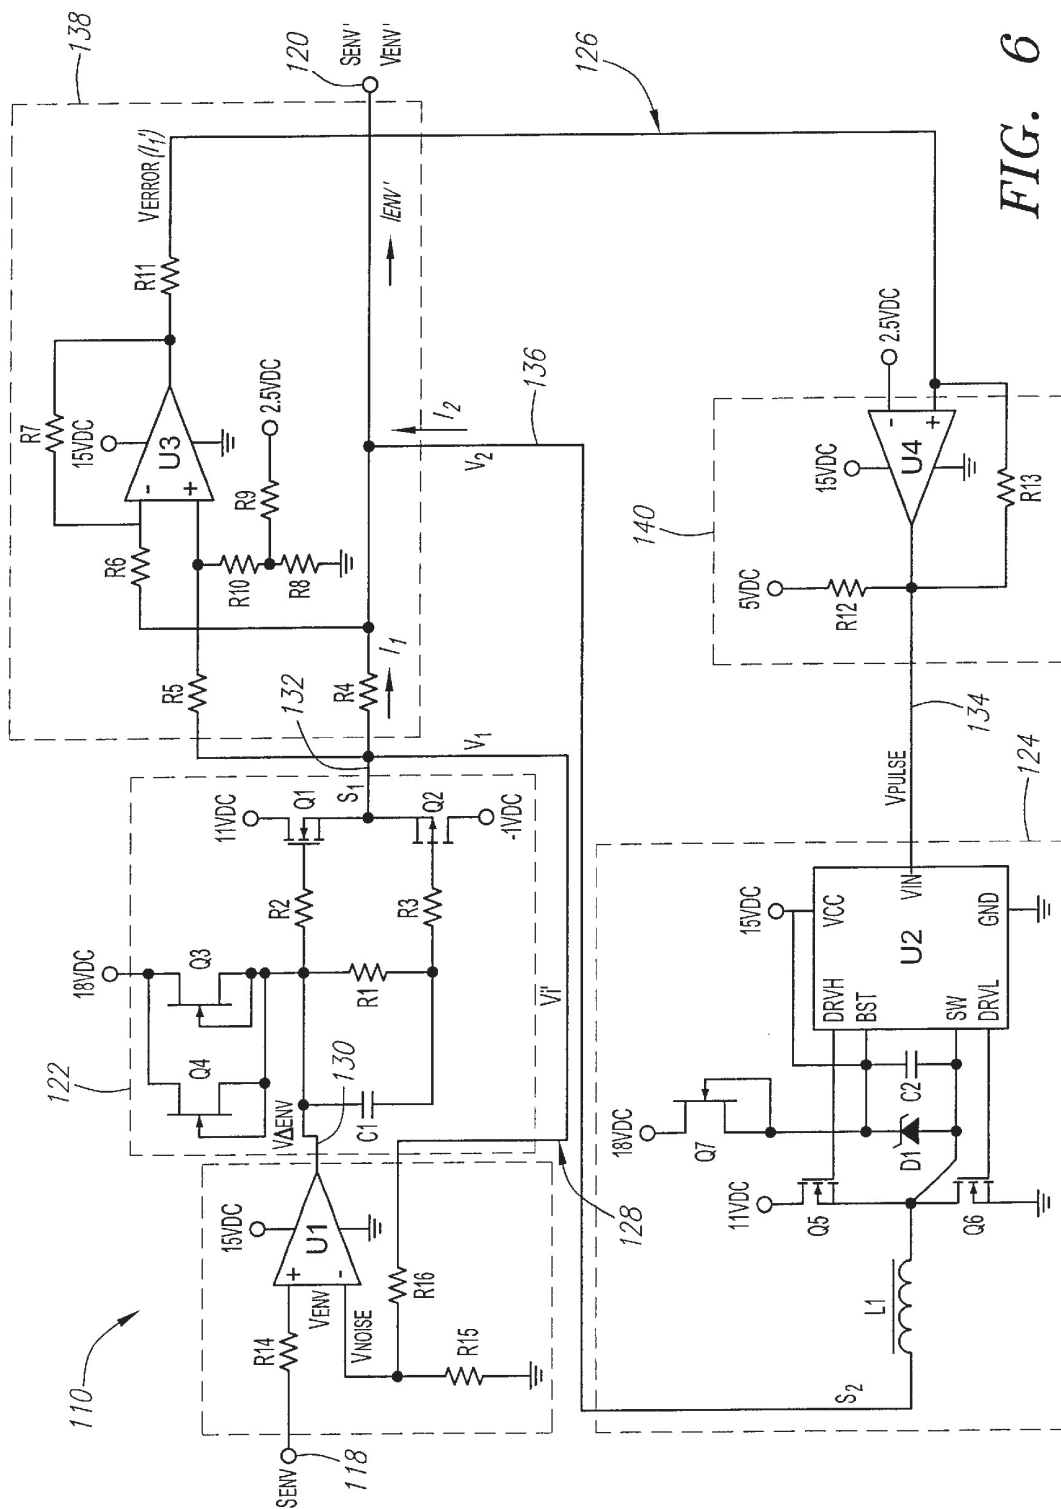 110
SENV
118
R14
VENV
VNOISE
+
-
U1
15VDC
R15
R16
128
122
18VDC
Q4
Q3
VΔENV
130
C1
R1
R2
R3
11VDC
Q1
Q2
-1VDC
S1
132
V1
Vi'
138
R5
R4
I1
R6
R7
15VDC
-
+
U3
R10
R8
R9
2.5VDC
R11
VERROR(I1')
V2
I2
136
IENV'
120
SENV'
VENV'
126
140
5VDC
R12
15VDC
U4
-
+
2.5VDC
R13
134
VPULSE
124
15VDC
VCC
VIN
U2
GND
DRVH
BST
SW
DRVL
18VDC
Q7
C2
D1
11VDC
Q5
Q6
L1
S2
FIG. 6